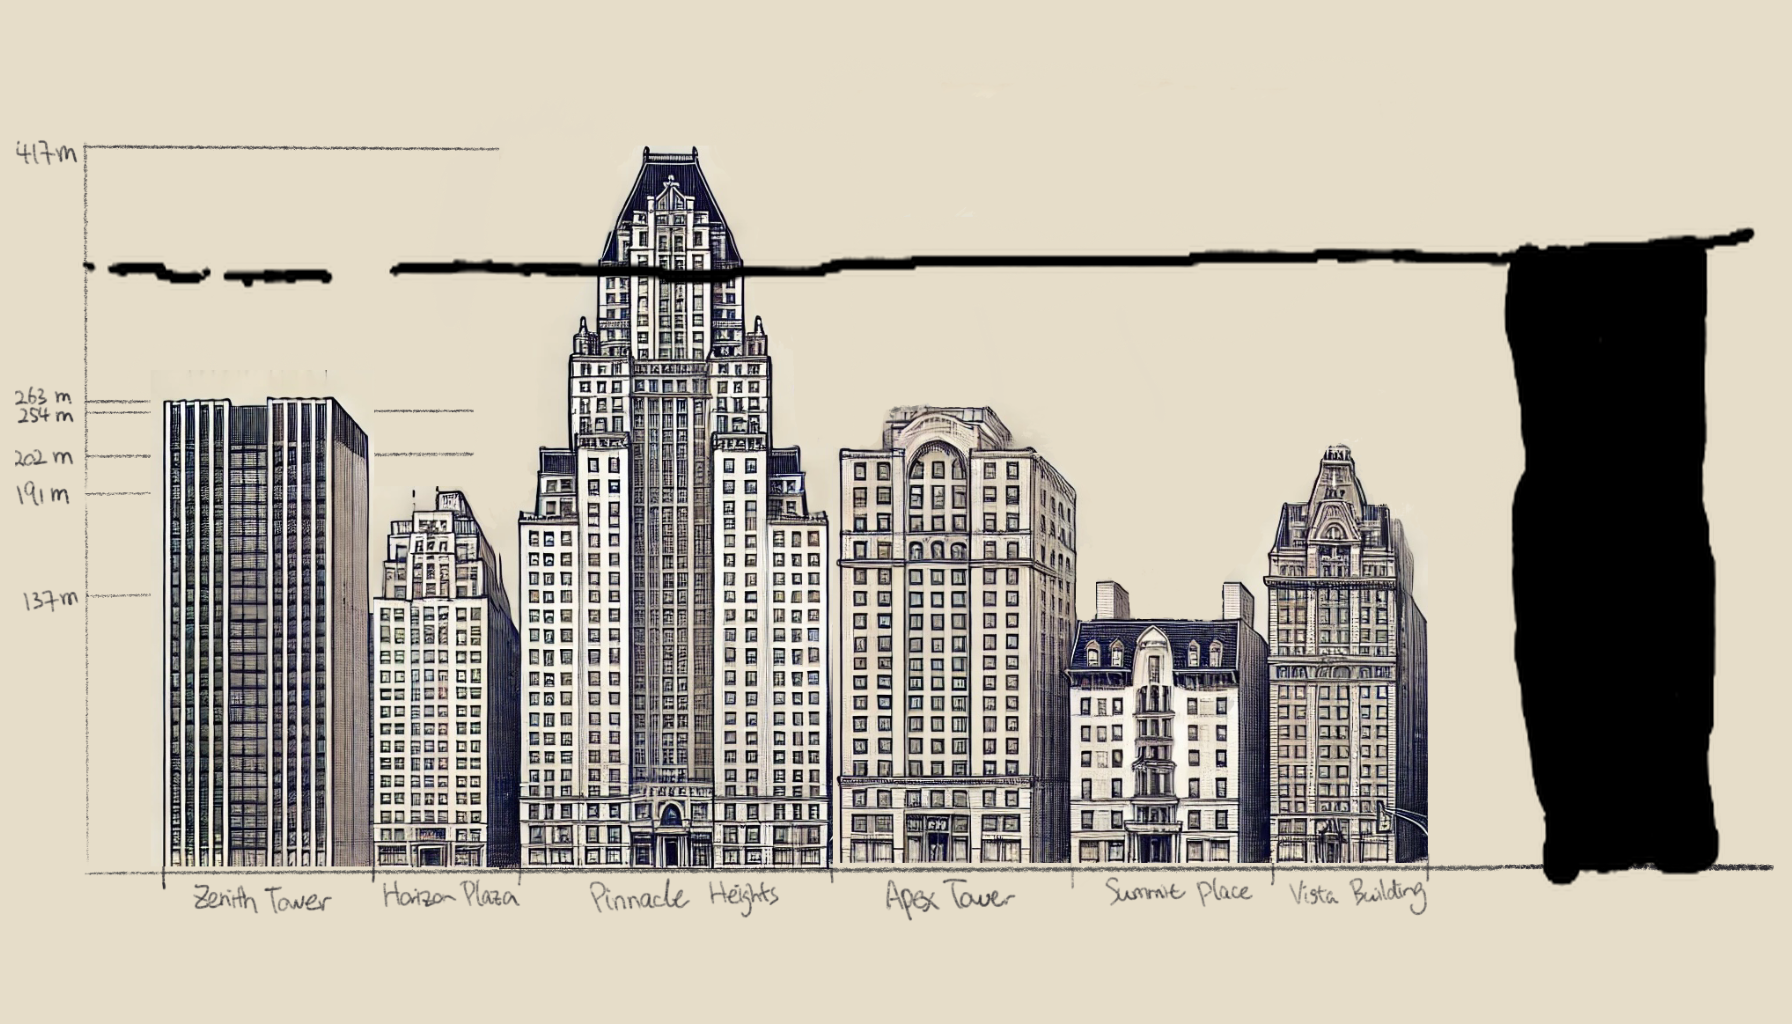 417m
263 m
254 m
202 m
191 m
137m
Zenith Tower
Horizon Plaza
Pinnacle Heights
Apex Tower
Summit place
Vista Building